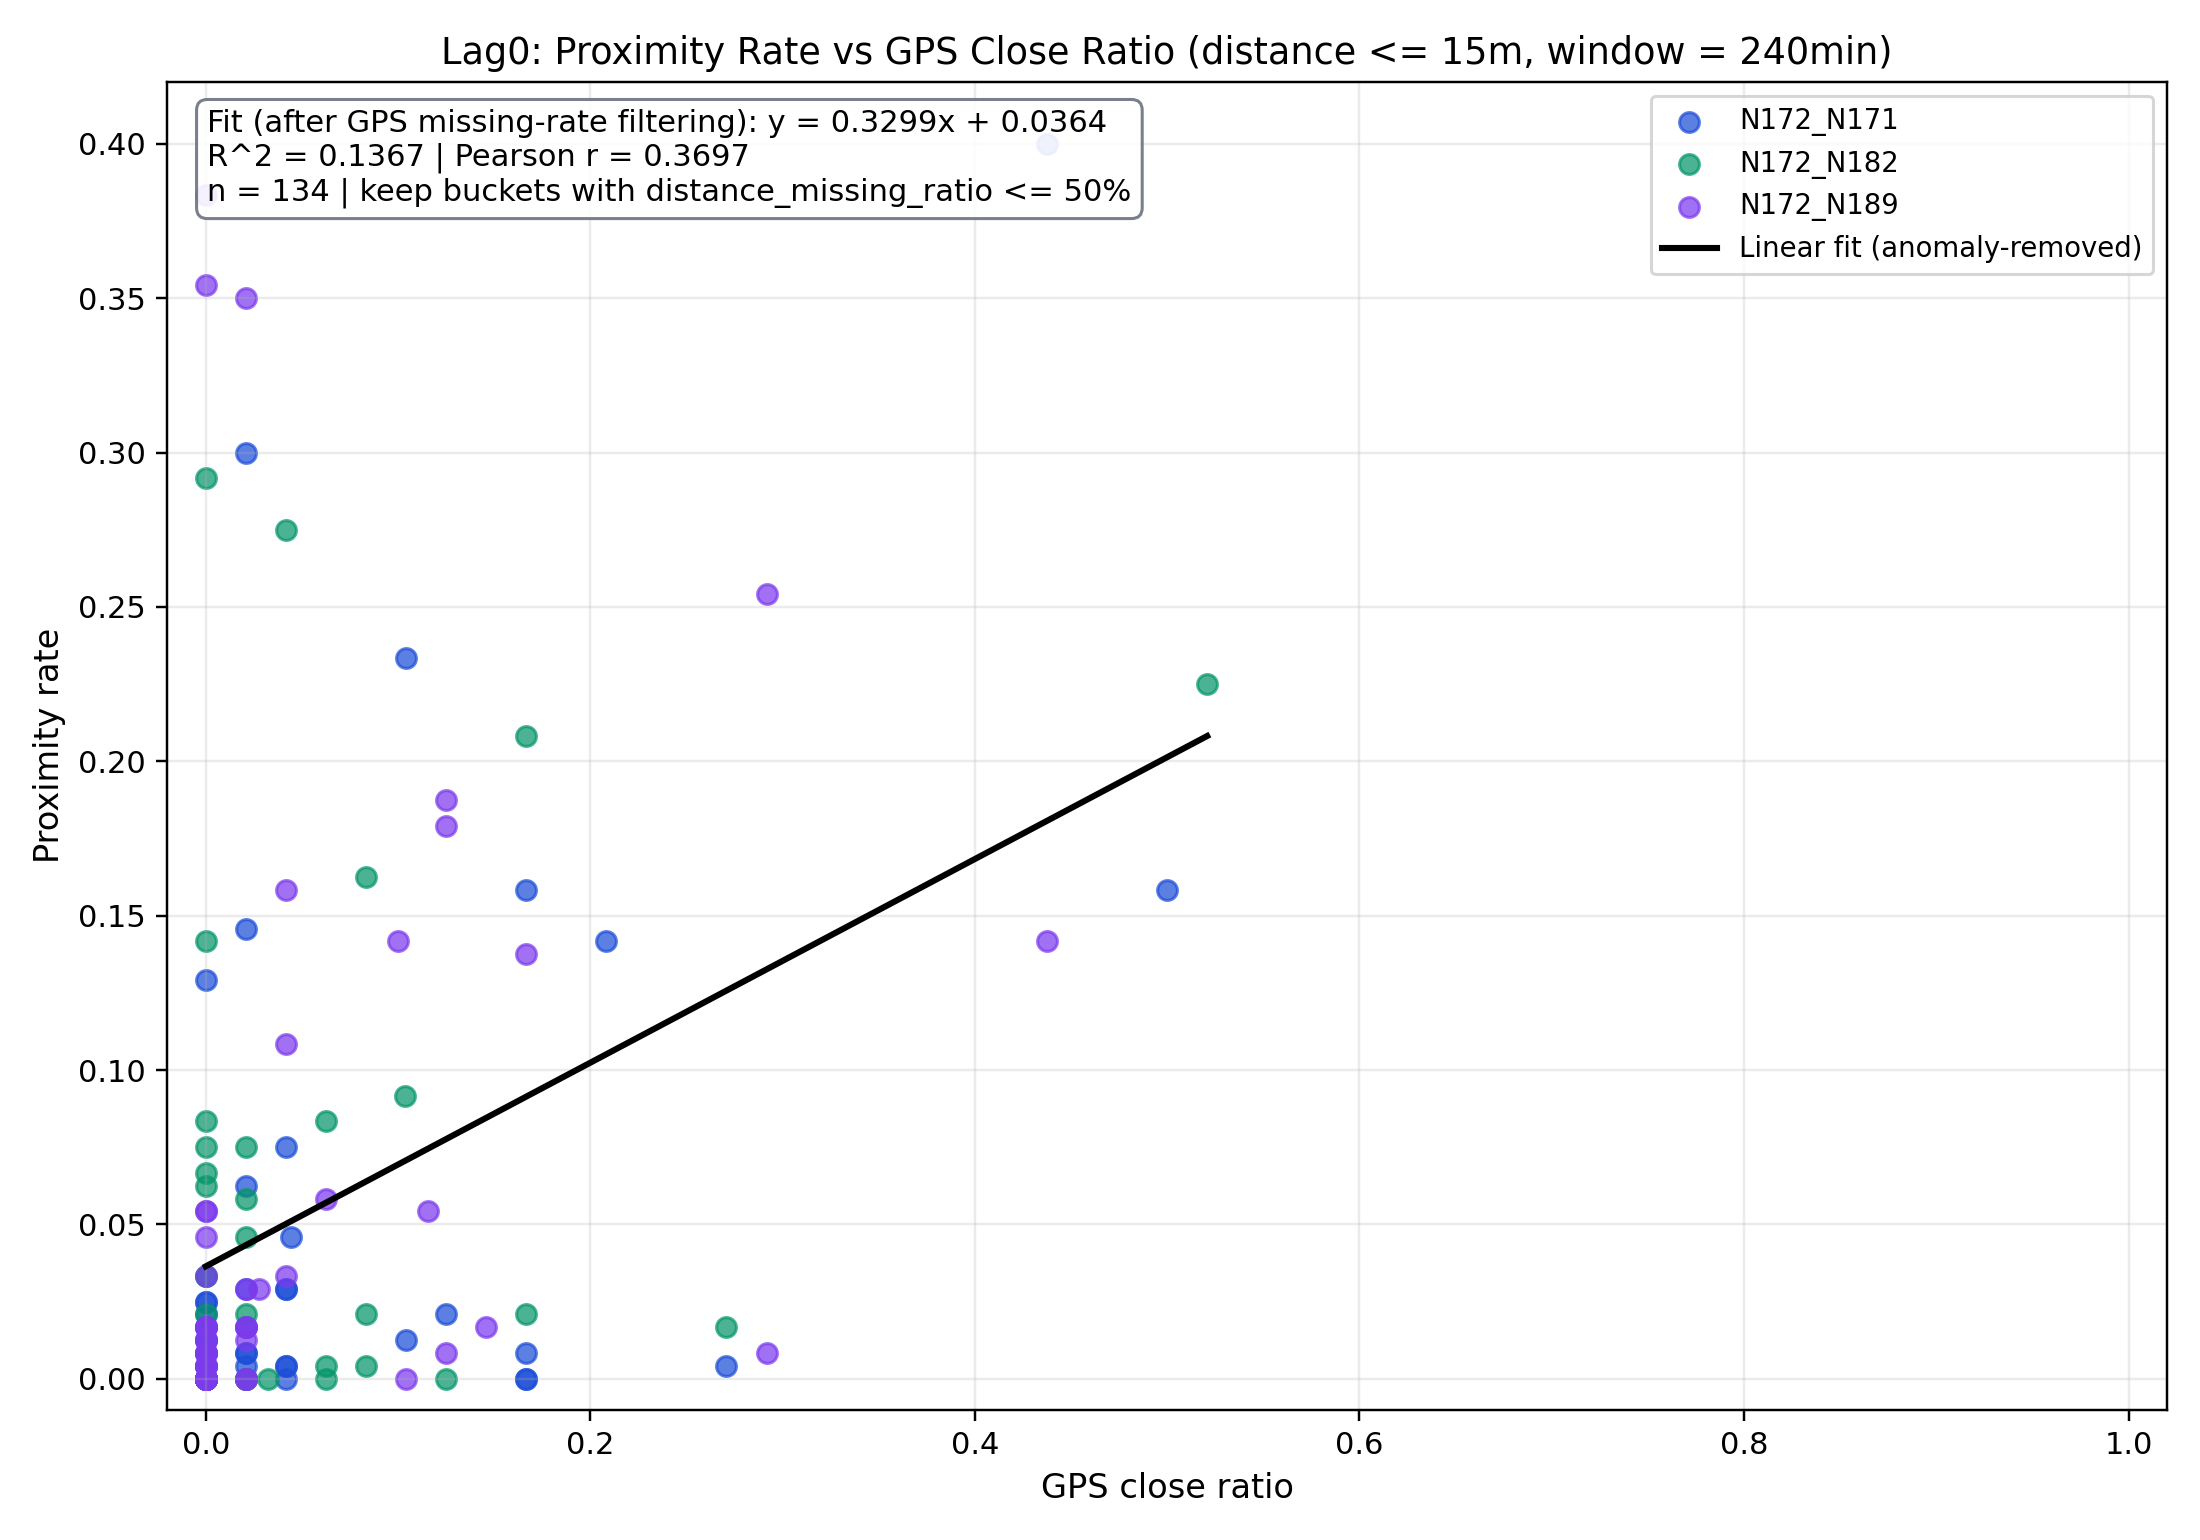 Lag0: Proximity Rate vs GPS Close Ratio (distance <= 15m, window = 240min)
Fit (after GPS missing-rate filtering): y = 0.3299x + 0.0364
R^2 = 0.1367 | Pearson r = 0.3697
n = 134 | keep buckets with distance_missing_ratio <= 50%
N172_N171
N172_N182
N172_N189
Linear fit (anomaly-removed)
Proximity rate
0.40
0.35
0.30
0.25
0.20
0.15
0.10
0.05
0.00
0.0
0.2
0.4
0.6
0.8
1.0
GPS close ratio